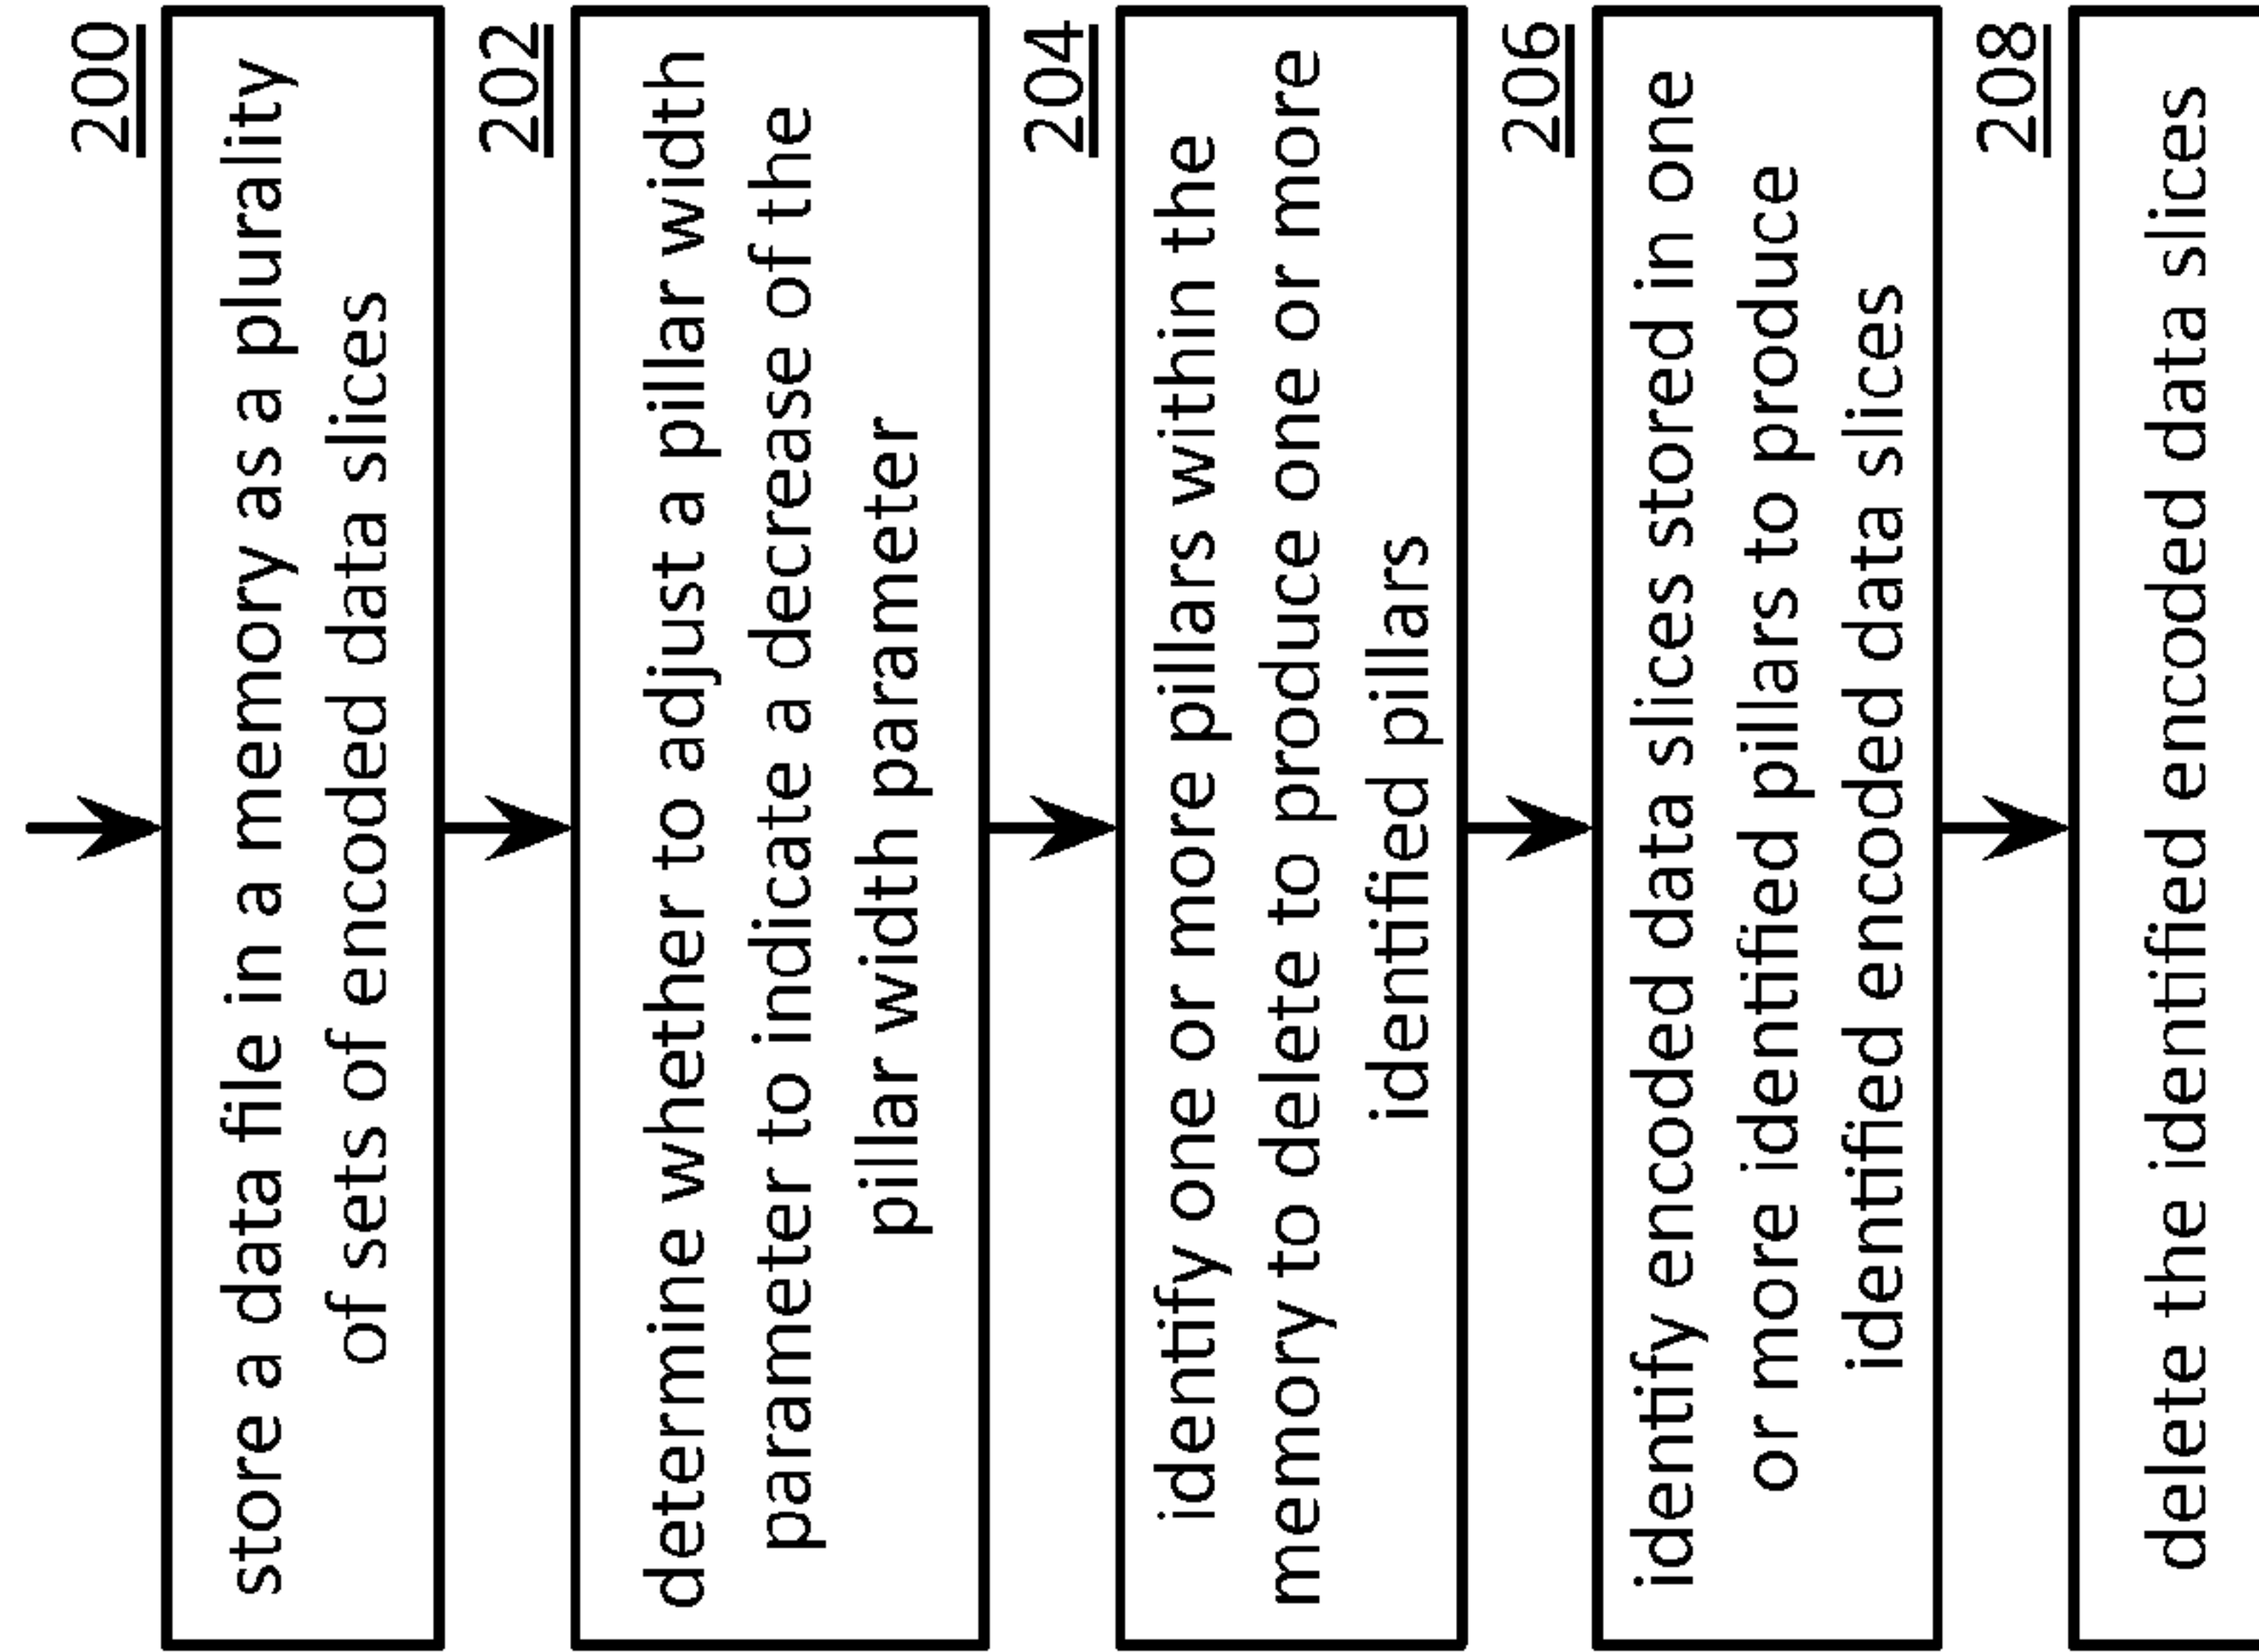 200
store a data file in a memory as a plurality
of sets of encoded data slices
202
determine whether to adjust a pillar width
parameter to indicate a decrease of the
pillar width parameter
204
identify one or more pillars within the
memory to delete to produce one or more
identified pillars
206
identify encoded data slices stored in one
or more identified pillars to produce
identified encoded data slices
208
delete the identified encoded data slices